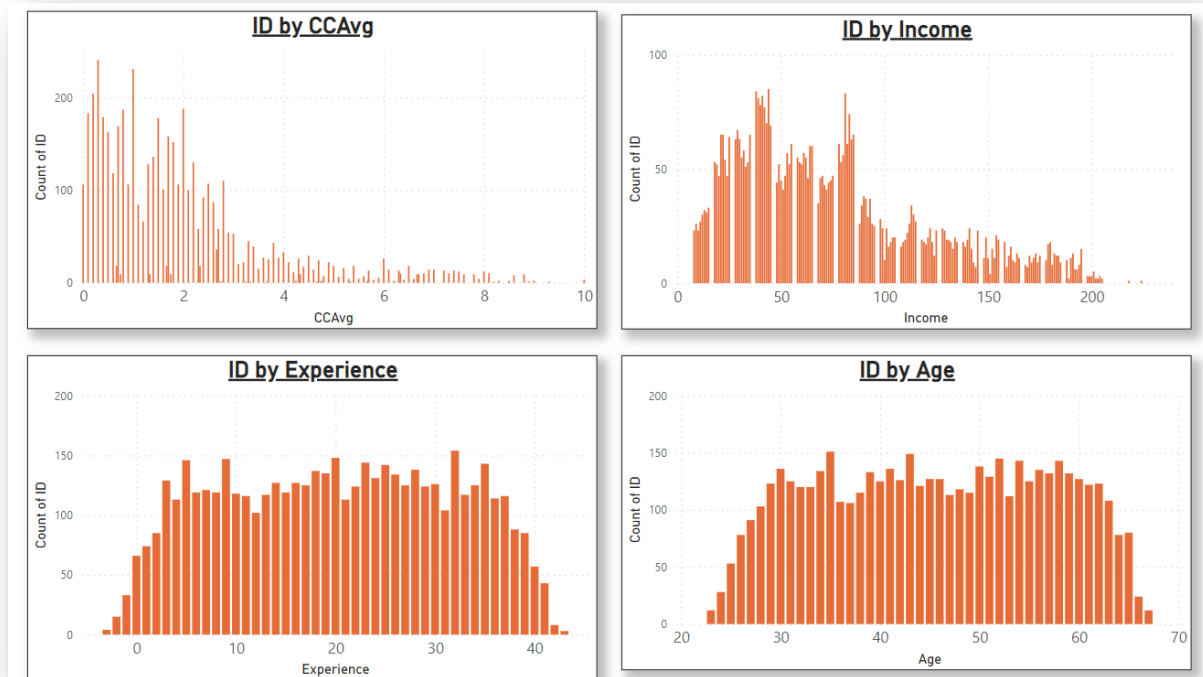 ID by CCAvg
200
100
0
Count of ID
0 2 4 6 8 10
CCAvg
ID by Income
100
50
0
Count of ID
0 50 100 150 200
Income
ID by Experience
200
150
100
50
0
Count of ID
0 10 20 30 40
Experience
ID by Age
200
150
100
50
0
Count of ID
20 30 40 50 60 70
Age